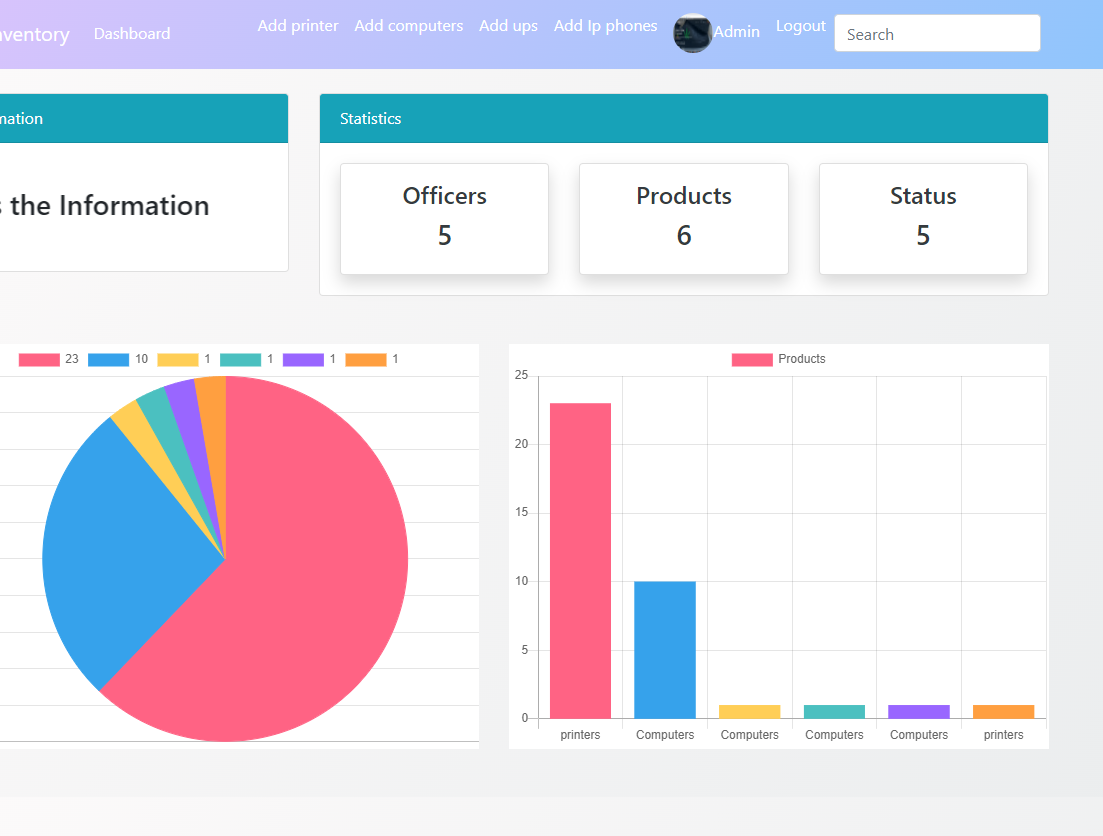 nventory Dashboard Add printer Add computers Add ups Add Ip phones Admin Logout Search
mation
s the Information
Statistics
Officers
5
Products
6
Status
5
23 10 1 1 1 1
Products
25
20
15
10
5
0
printers Computers Computers Computers Computers printers